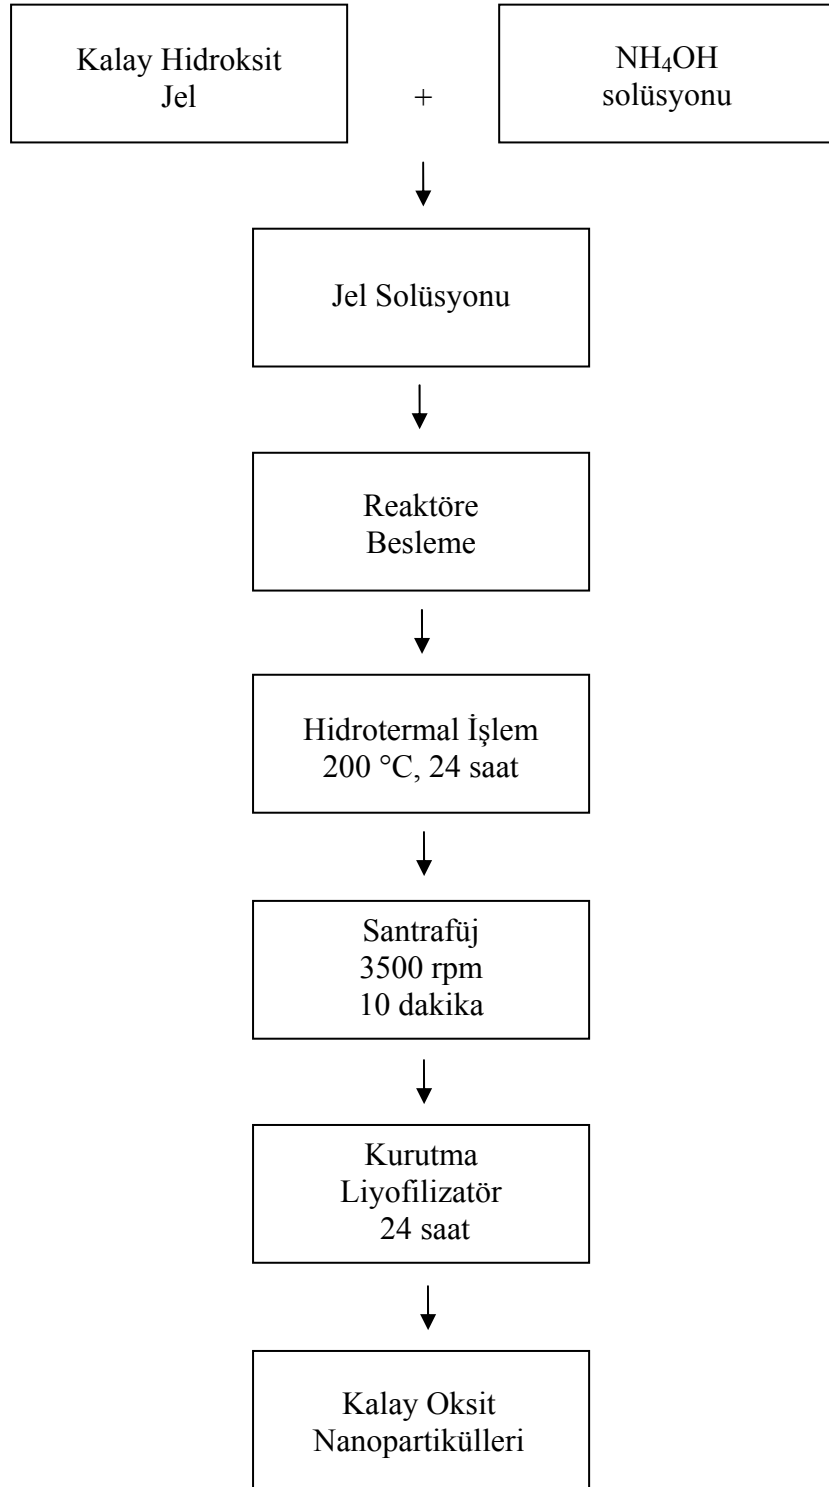 Kalay Hidroksit
Jel
+
NH₄OH
solüsyonu
Jel Solüsyonu
Reaktöre
Besleme
Hidrotermal İşlem
200 °C, 24 saat
Santrafüj
3500 rpm
10 dakika
Kurutma
Liyofilizatör
24 saat
Kalay Oksit
Nanopartikülleri